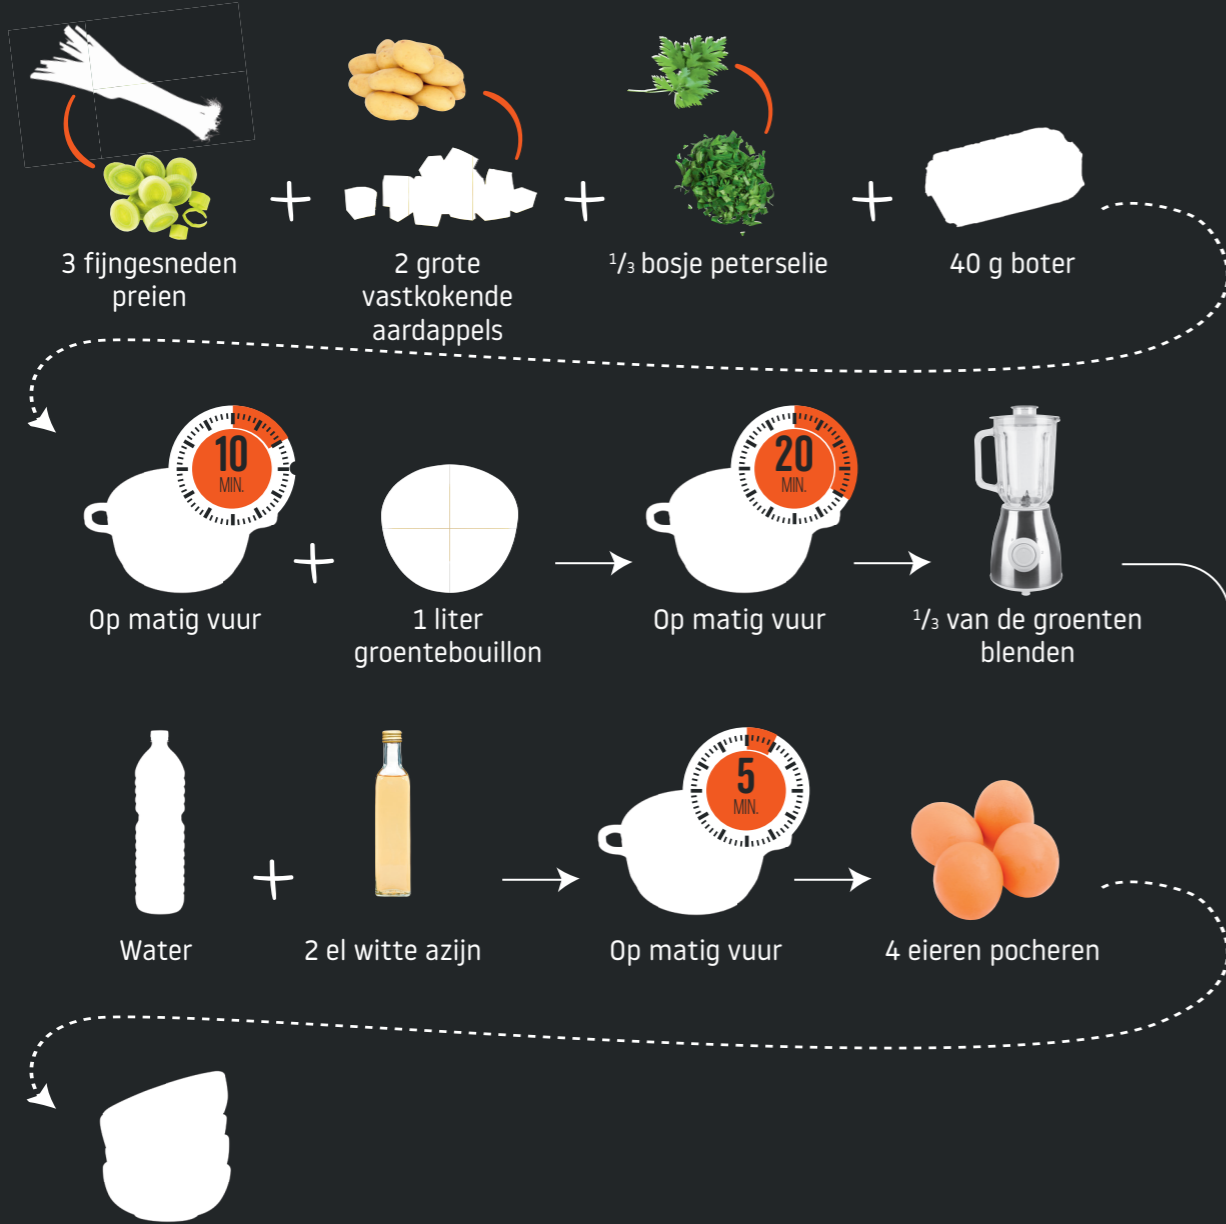 3 fijngesneden
preien
2 grote
vastkokende
aardappels
1/3 bosje peterselie
40 g boter
10
MIN.
Op matig vuur
1 liter
groentebouillon
20
MIN.
Op matig vuur
1/3 van de groenten
blenden
Water
2 el witte azijn
5
MIN.
Op matig vuur
4 eieren pocheren